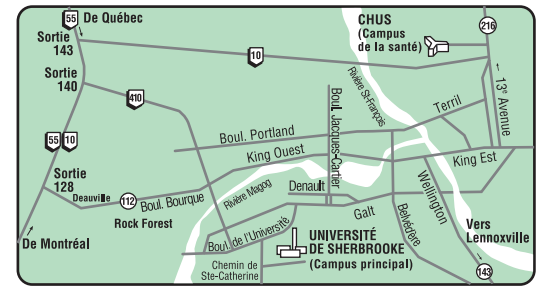 55
De Québec
Sortie
143
Sortie
140
410
10
CHUS
(Campus
de la santé)
216
← 13e Avenue
Rivière St-François
Boul. Jacques-Cartier
Terril
Boul. Portland
King Ouest
King Est
55
10
Sortie
128
Deauville
112
Boul. Bourque
Rock Forest
Rivière Magog
Denault
Galt
Wellington
Belvédère
Boul. de l'Université
UNIVERSITÉ
DE SHERBROOKE
(Campus principal)
Chemin de
Ste-Catherine
Vers
Lennoxville
143
De Montréal